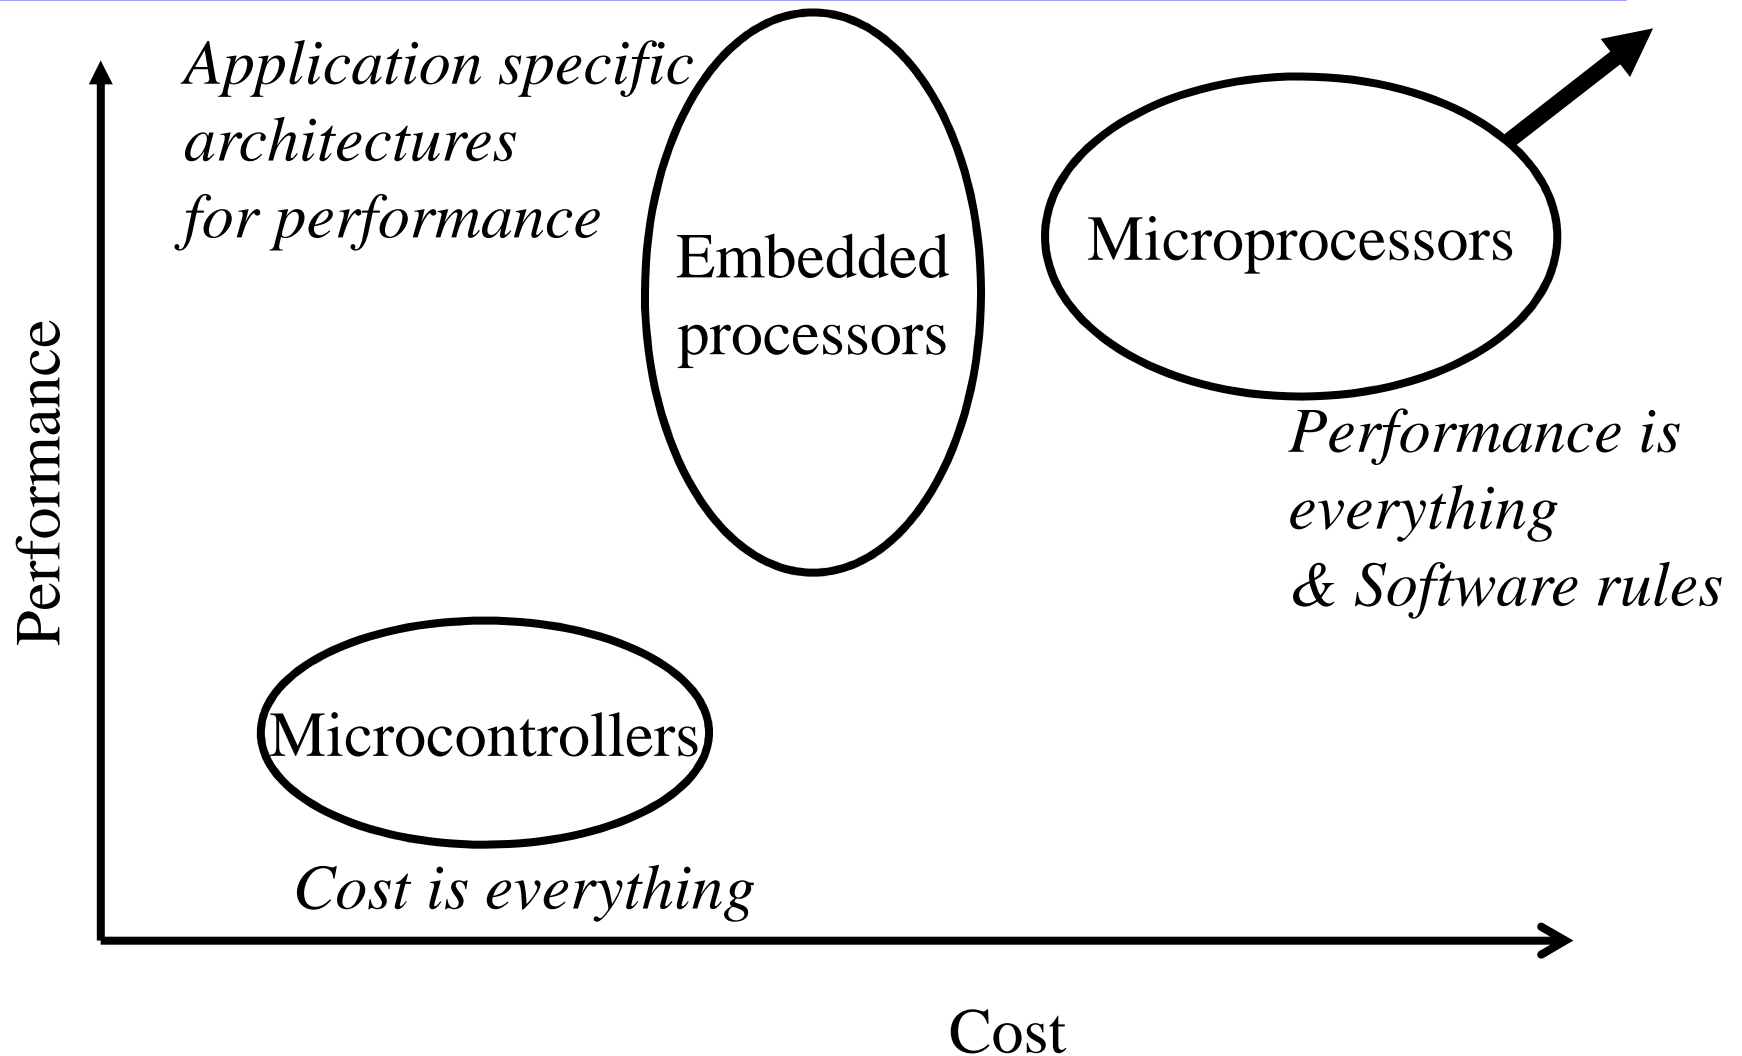 Application specific
architectures
for performance
Embedded
processors
Microprocessors
Performance is
everything
& Software rules
Performance
Microcontrollers
Cost is everything
Cost